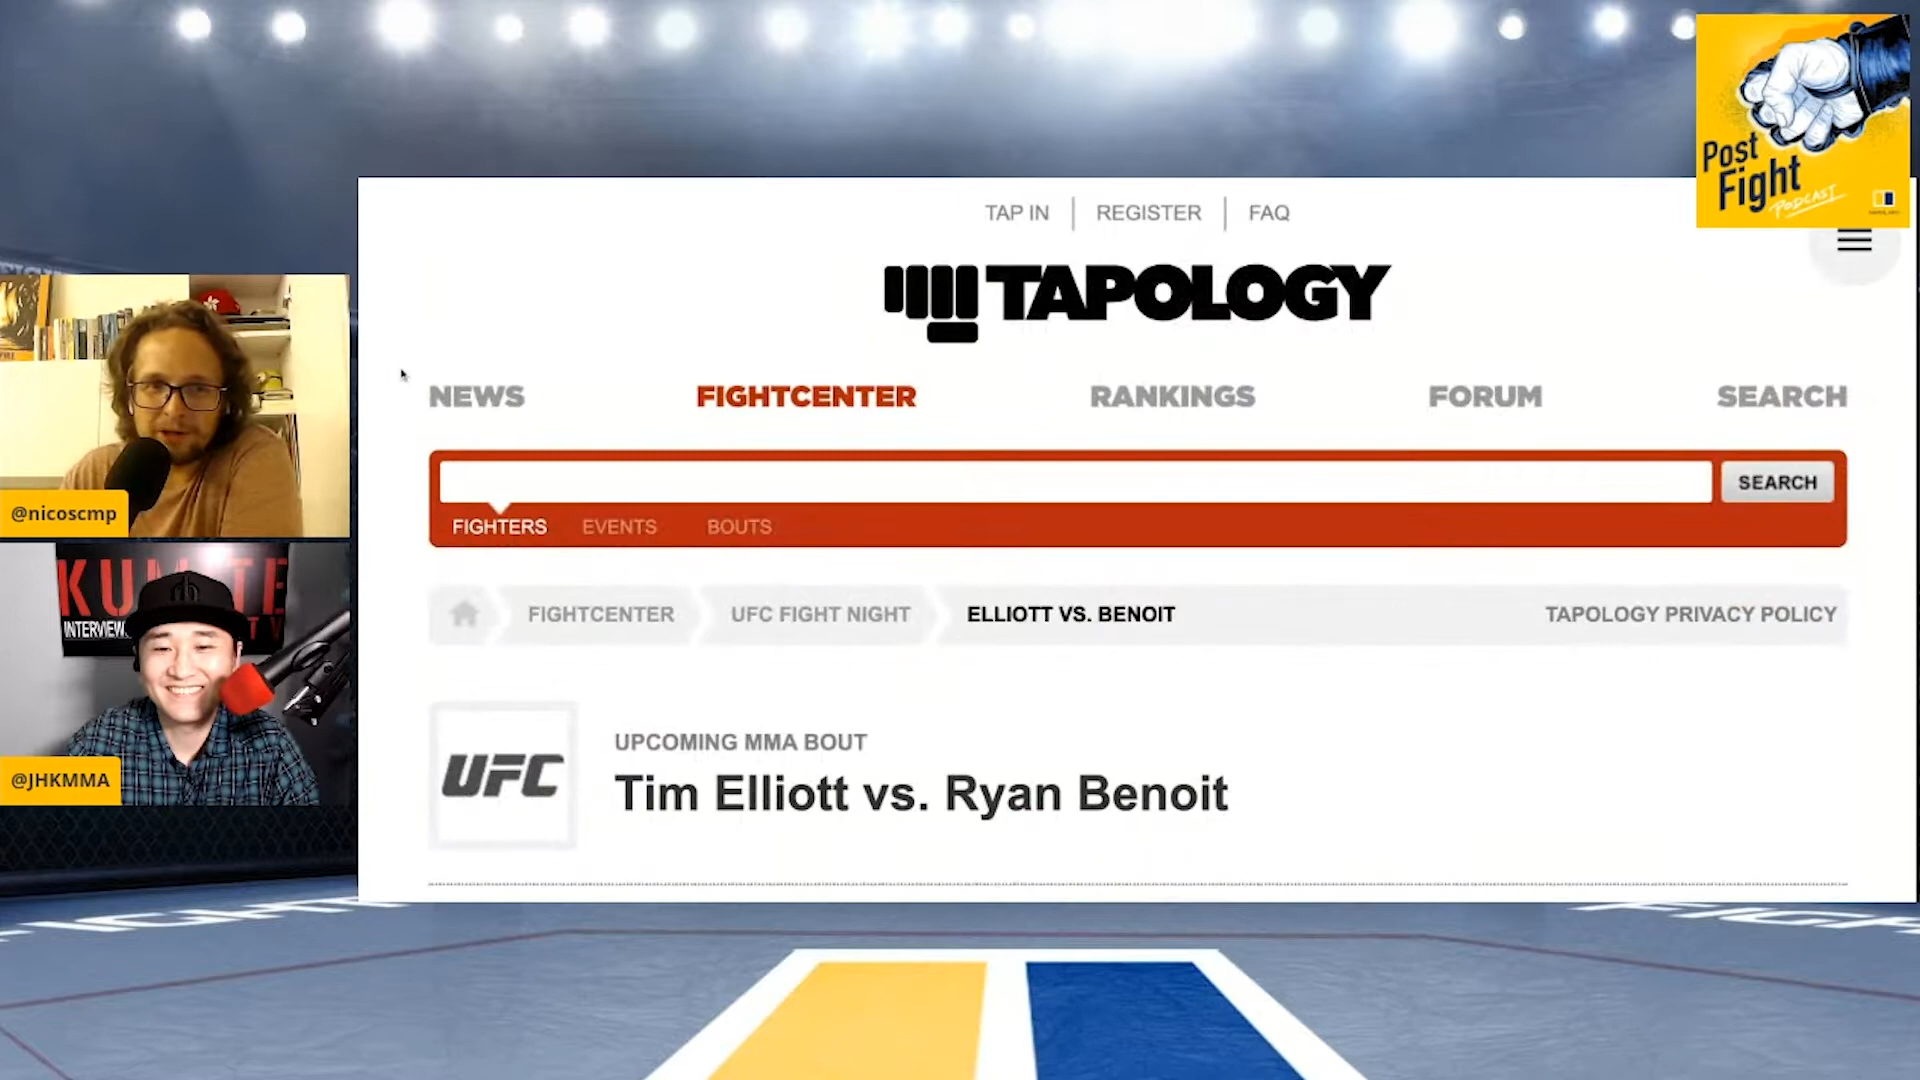 Post
Fight
PODCAST
TAP IN
REGISTER
FAQ
TAPOLOGY
NEWS
FIGHTCENTER
RANKINGS
FORUM
SEARCH
SEARCH
FIGHTERS
EVENTS
BOUTS
FIGHTCENTER
UFC FIGHT NIGHT
ELLIOTT VS. BENOIT
TAPOLOGY PRIVACY POLICY
UFC
UPCOMING MMA BOUT
Tim Elliott vs. Ryan Benoit
@nicoscmp
INTERVIEW
TV
@JHKMMA